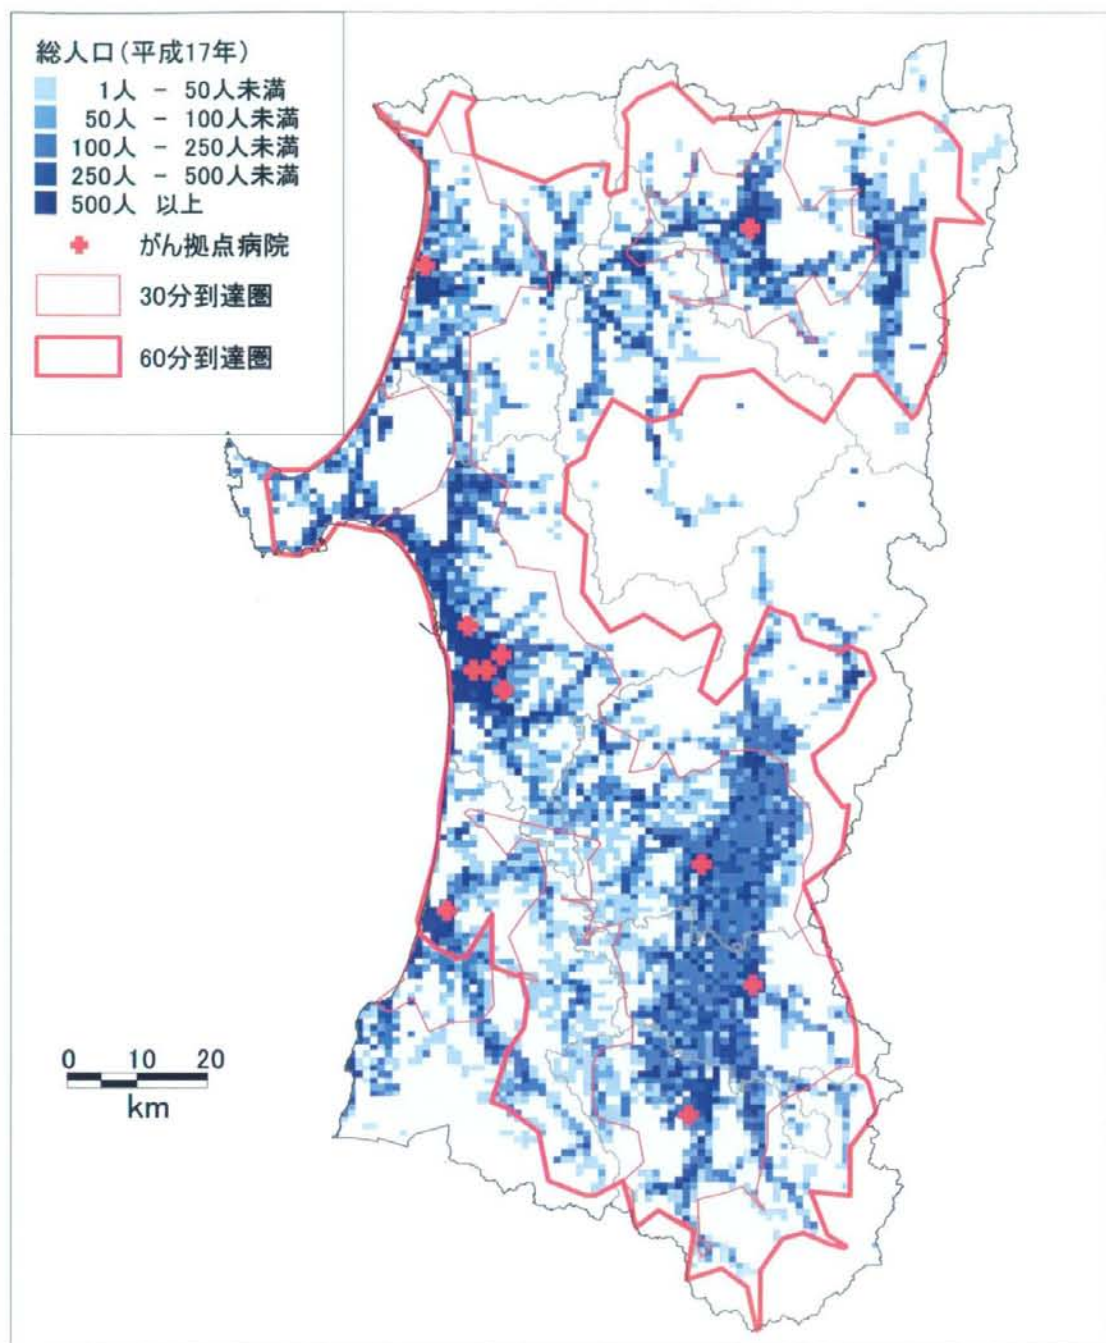 総人口(平成17年)
1人 - 50人未満
50人 - 100人未満
100人 - 250人未満
250人 - 500人未満
500人 以上
がん拠点病院
30分到達圏
60分到達圏
0 10 20
km